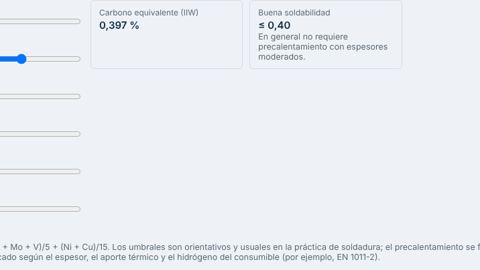 Carbono equivalente (IIW)
0,397 %
Buena soldabilidad
≤ 0,40
En general no requiere
precalentamiento con espesores
moderados.
+ Mo + V)/5 + (Ni + Cu)/15. Los umbrales son orientativos y usuales en la práctica de soldadura; el precalentamiento se
según el espesor, el aporte térmico y el hidrógeno del consumible (por ejemplo, EN 1011-2).